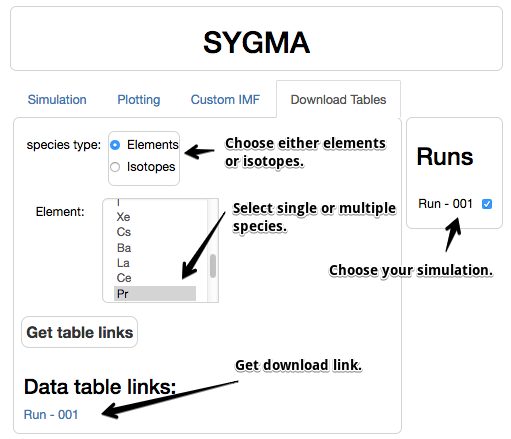 SYGMA
Simulation Plotting Custom IMF Download Tables
species type: Elements
Isotopes
Choose either elements
or isotopes.
Element:
I
Xe
Cs
Ba
La
Ce
Pr
Select single or multiple
species.
Runs
Run - 001
Choose your simulation.
Get table links
Get download link.
Data table links:
Run - 001